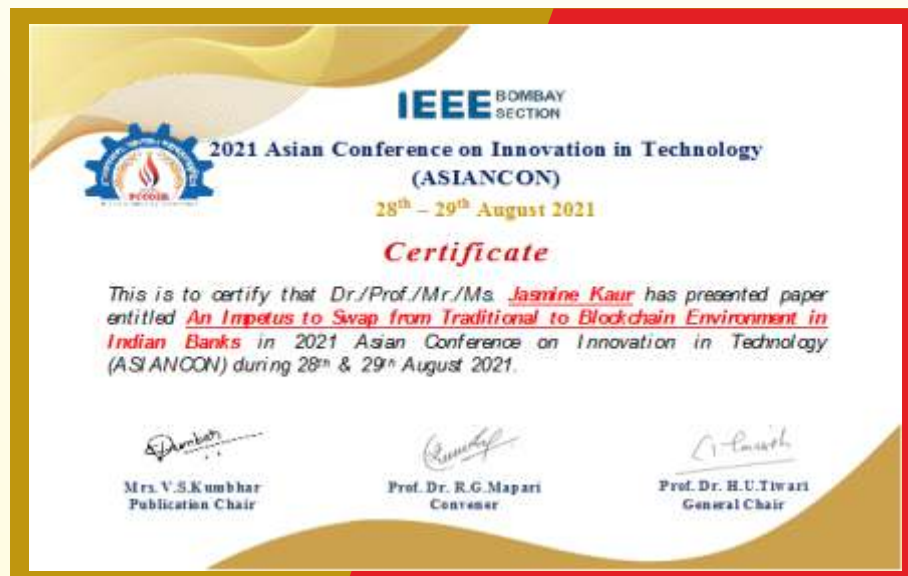 IEEE BOMBAY
SECTION
2021 Asian Conference on Innovation in Technology
(ASIANCON)
28th – 29th August 2021
PCCOE&R
Certificate
This is to certify that Dr./Prof./Mr./Ms. Jasmine Kaur has presented paper
entitled An Impetus to Swap from Traditional to Blockchain Environment in
Indian Banks in 2021 Asian Conference on Innovation in Technology
(ASIANCON) during 28th & 29th August 2021.
Mrs. V.S.Kumbhar
Publication Chair
Prof. Dr. R.G.Mapari
Convener
Prof. Dr. H.U.Tiwari
General Chair